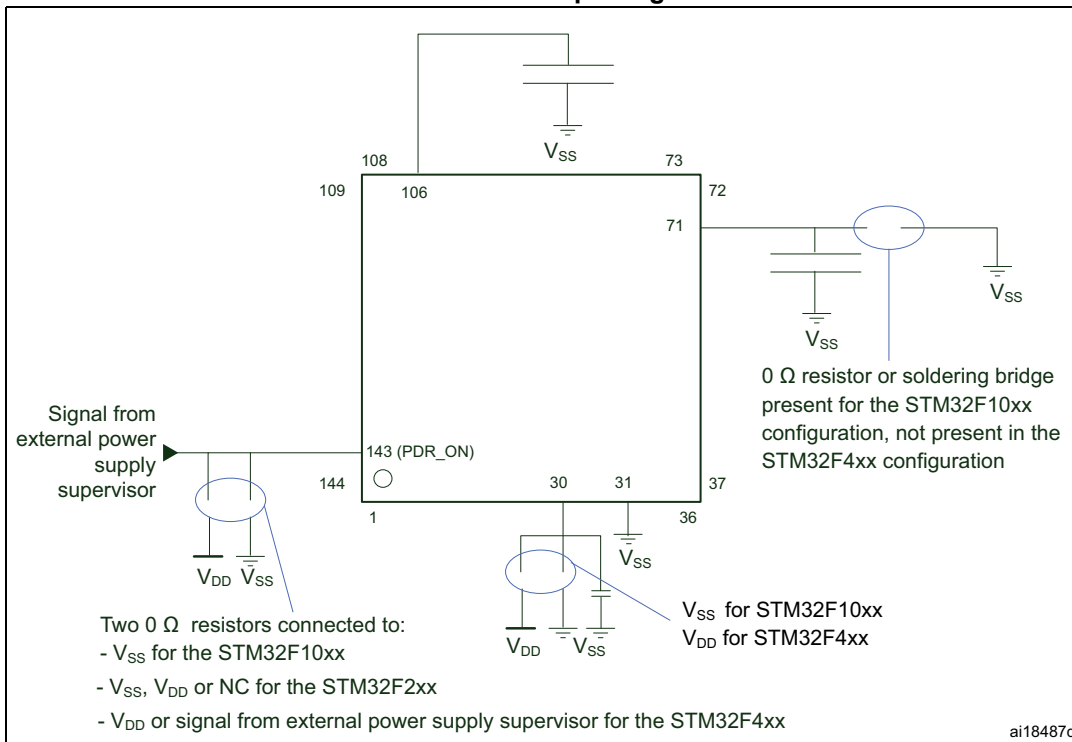 V_SS
108
73
109
106
72
71
V_SS
V_SS
0 Ω resistor or soldering bridge
present for the STM32F10xx
configuration, not present in the
STM32F4xx configuration
Signal from
external power
supply
supervisor
143 (PDR_ON)
144
30
31
37
1
36
V_SS
V_DD
V_SS
V_DD
V_SS
V_SS for STM32F10xx
V_DD for STM32F4xx
Two 0 Ω resistors connected to:
- V_SS for the STM32F10xx
- V_SS, V_DD or NC for the STM32F2xx
- V_DD or signal from external power supply supervisor for the STM32F4xx
ai18487c